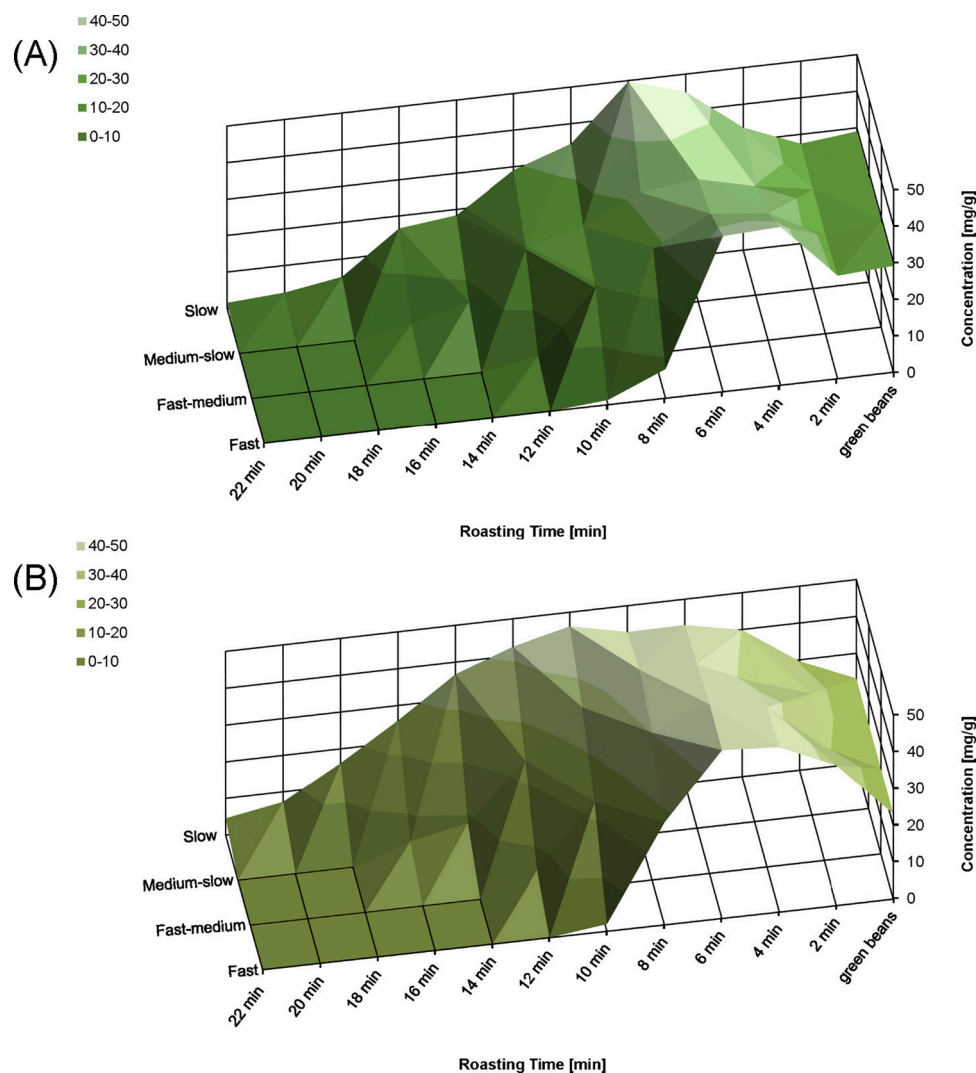 (A)
40-50
30-40
20-30
10-20
0-10
50
40
30
20
10
0
Concentration [mg/g]
Slow
Medium-slow
Fast-medium
Fast
22 min
20 min
18 min
16 min
14 min
12 min
10 min
8 min
6 min
4 min
2 min
green beans
Roasting Time [min]
(B)
40-50
30-40
20-30
10-20
0-10
50
40
30
20
10
0
Concentration [mg/g]
Slow
Medium-slow
Fast-medium
Fast
22 min
20 min
18 min
16 min
14 min
12 min
10 min
8 min
6 min
4 min
2 min
green beans
Roasting Time [min]